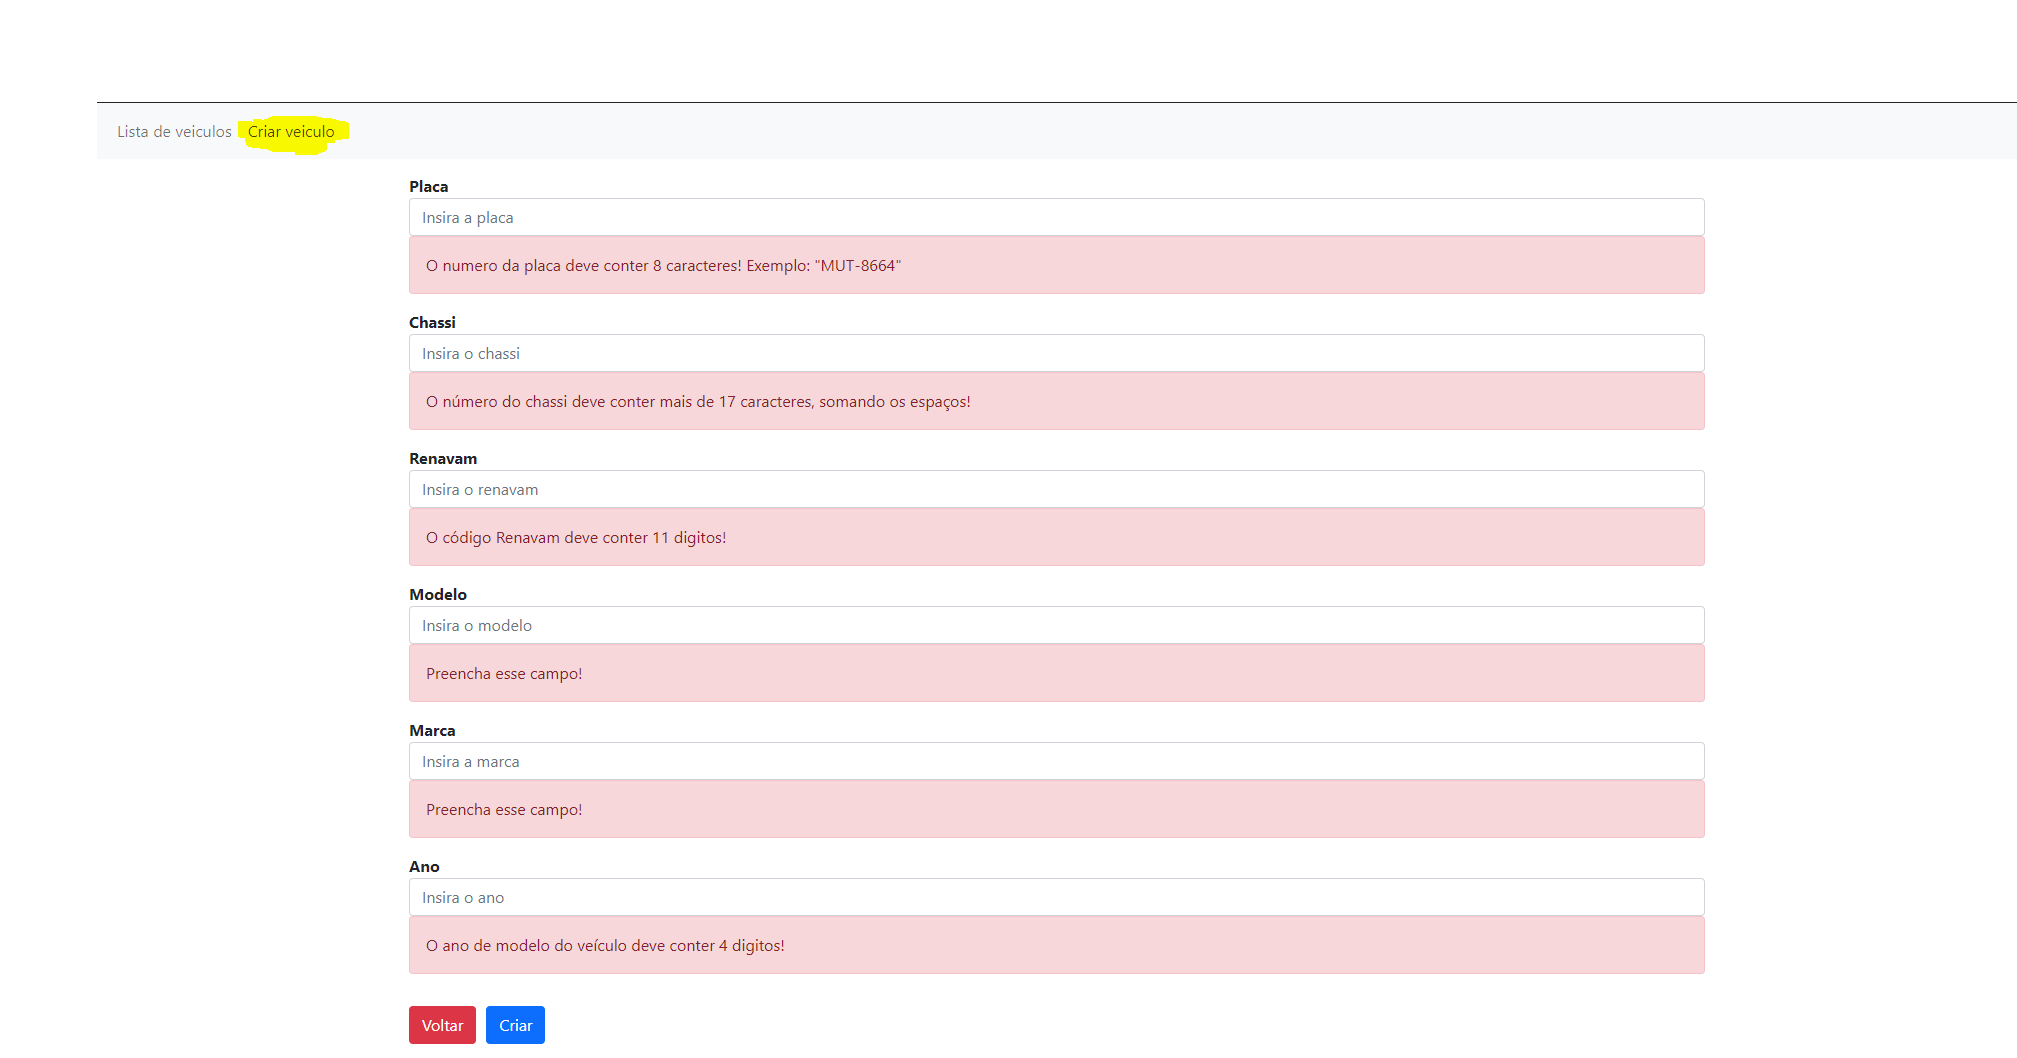 Lista de veiculos Criar veiculo
Placa
Insira a placa
O numero da placa deve conter 8 caracteres! Exemplo: "MUT-8664"
Chassi
Insira o chassi
O número do chassi deve conter mais de 17 caracteres, somando os espaços!
Renavam
Insira o renavam
O código Renavam deve conter 11 digitos!
Modelo
Insira o modelo
Preencha esse campo!
Marca
Insira a marca
Preencha esse campo!
Ano
Insira o ano
O ano de modelo do veículo deve conter 4 digitos!
Voltar Criar